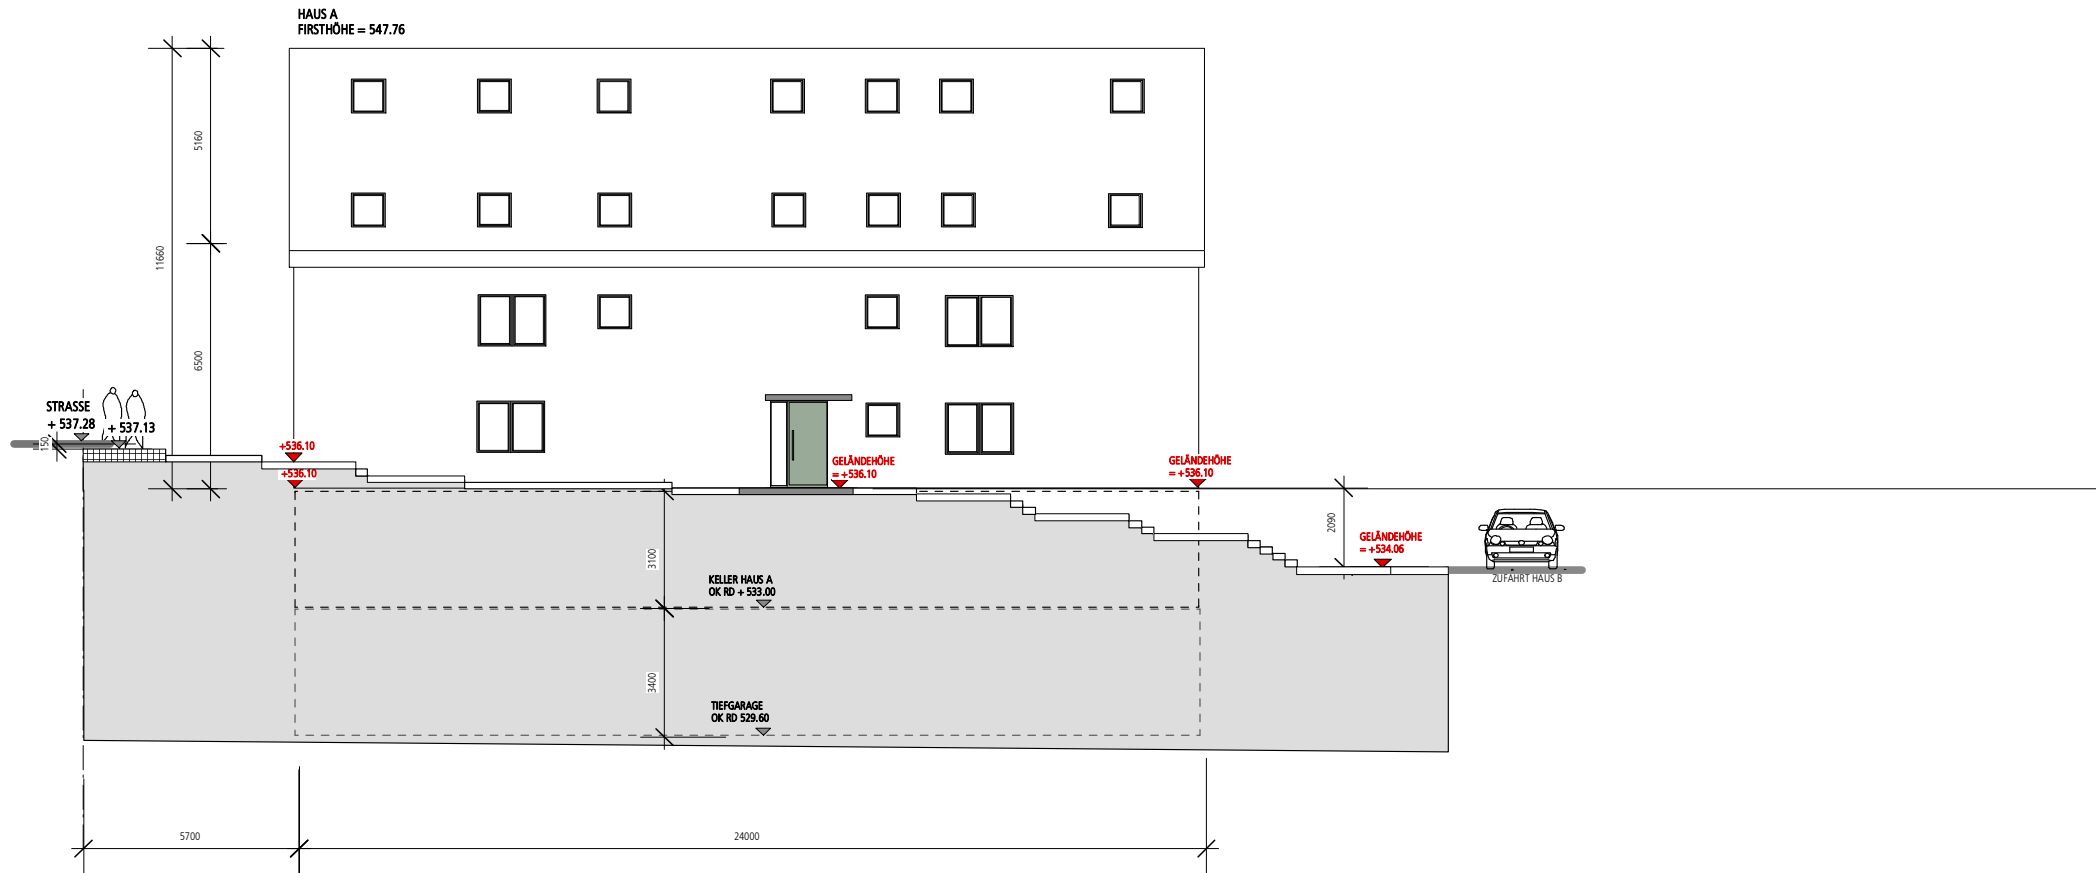 HAUS A
FIRSTHÖHE = 547.76
5160
11660
6500
STRASSE
+ 537.28
+ 537.13
150
+536.10
+536.10
GELÄNDEHÖHE
= +536.10
GELÄNDEHÖHE
= +536.10
2090
GELÄNDEHÖHE
= +534.06
ZUFAHRT HAUS B
3100
KELLER HAUS A
OK RD + 533.00
3400
TIEFGARAGE
OK RD 529.60
5700
24000